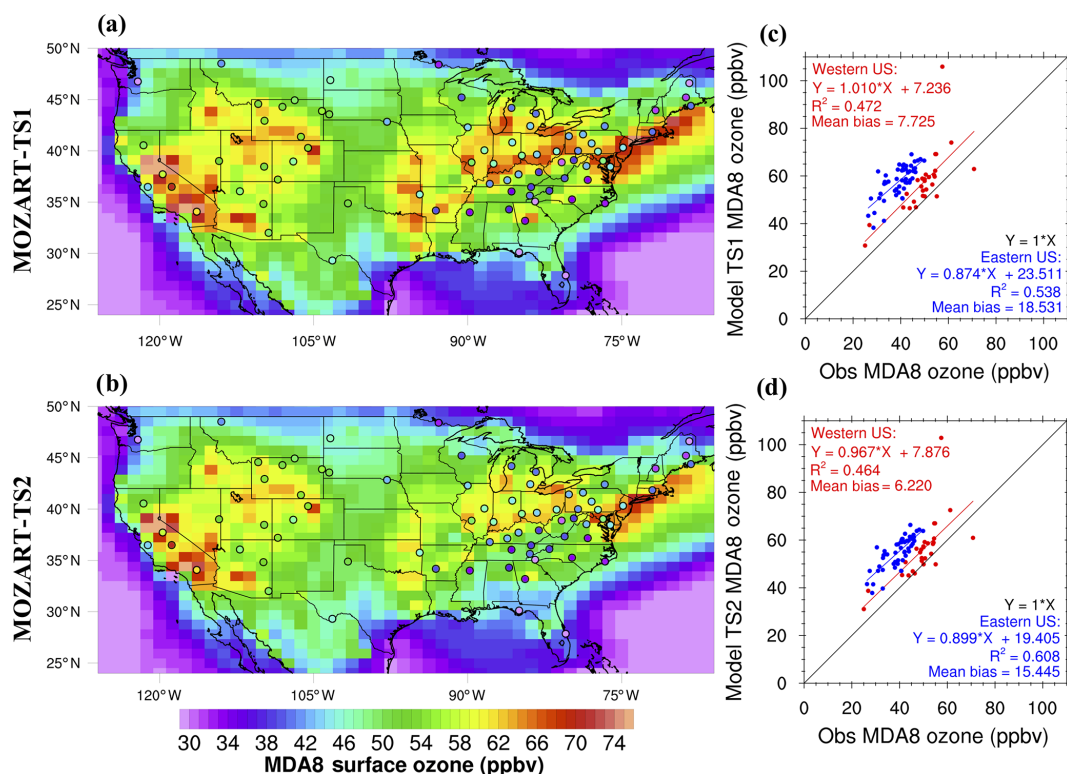 (a)
MOZART-TS1
50°N
45°N
40°N
35°N
30°N
25°N
120°W 105°W 90°W 75°W
(c)
Model TS1 MDA8 ozone (ppbv)
100
80
60
40
20
0
Western US:
Y = 1.010*X + 7.236
R² = 0.472
Mean bias = 7.725
Y = 1*X
Eastern US:
Y = 0.874*X + 23.511
R² = 0.538
Mean bias = 18.531
0 20 40 60 80 100
Obs MDA8 ozone (ppbv)
(b)
MOZART-TS2
50°N
45°N
40°N
35°N
30°N
25°N
120°W 105°W 90°W 75°W
30 34 38 42 46 50 54 58 62 66 70 74
MDA8 surface ozone (ppbv)
(d)
Model TS2 MDA8 ozone (ppbv)
100
80
60
40
20
0
Western US:
Y = 0.967*X + 7.876
R² = 0.464
Mean bias = 6.220
Y = 1*X
Eastern US:
Y = 0.899*X + 19.405
R² = 0.608
Mean bias = 15.445
0 20 40 60 80 100
Obs MDA8 ozone (ppbv)